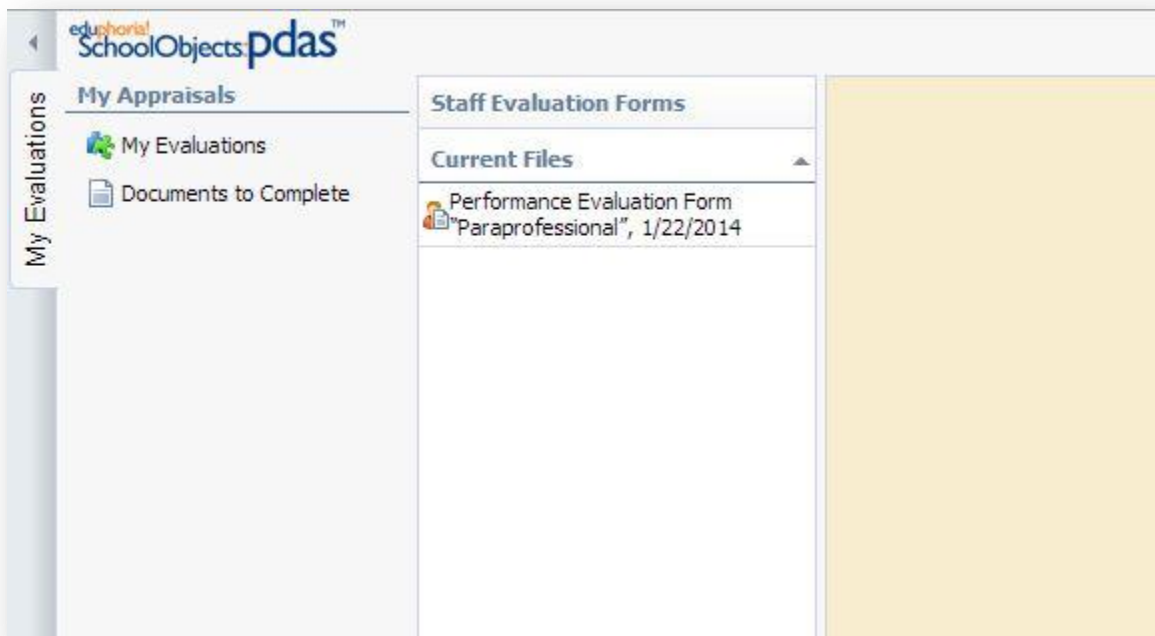 eduphoria!
SchoolObjects:pdas™
My Evaluations
My Appraisals
My Evaluations
Documents to Complete
Staff Evaluation Forms
Current Files
Performance Evaluation Form
"Paraprofessional", 1/22/2014